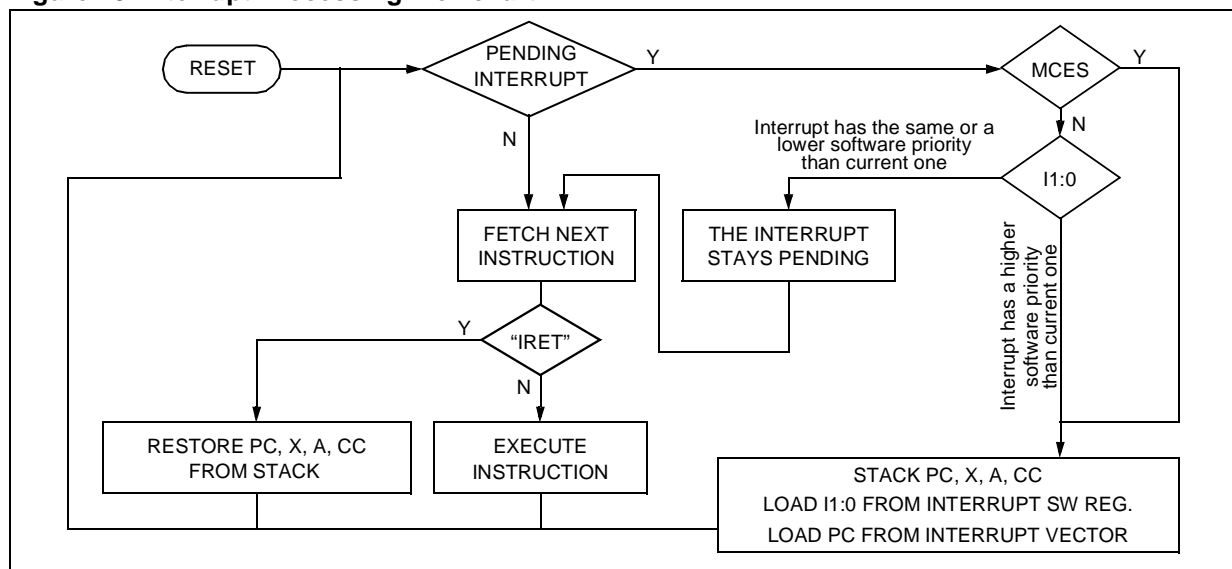 RESET
PENDING
INTERRUPT
Y
MCES
Y
N
N
Interrupt has the same or a
lower software priority
than current one
I1:0
FETCH NEXT
INSTRUCTION
THE INTERRUPT
STAYS PENDING
Interrupt has a higher
software priority
than current one
Y
“IRET”
N
RESTORE PC, X, A, CC
FROM STACK
EXECUTE
INSTRUCTION
STACK PC, X, A, CC
LOAD I1:0 FROM INTERRUPT SW REG.
LOAD PC FROM INTERRUPT VECTOR